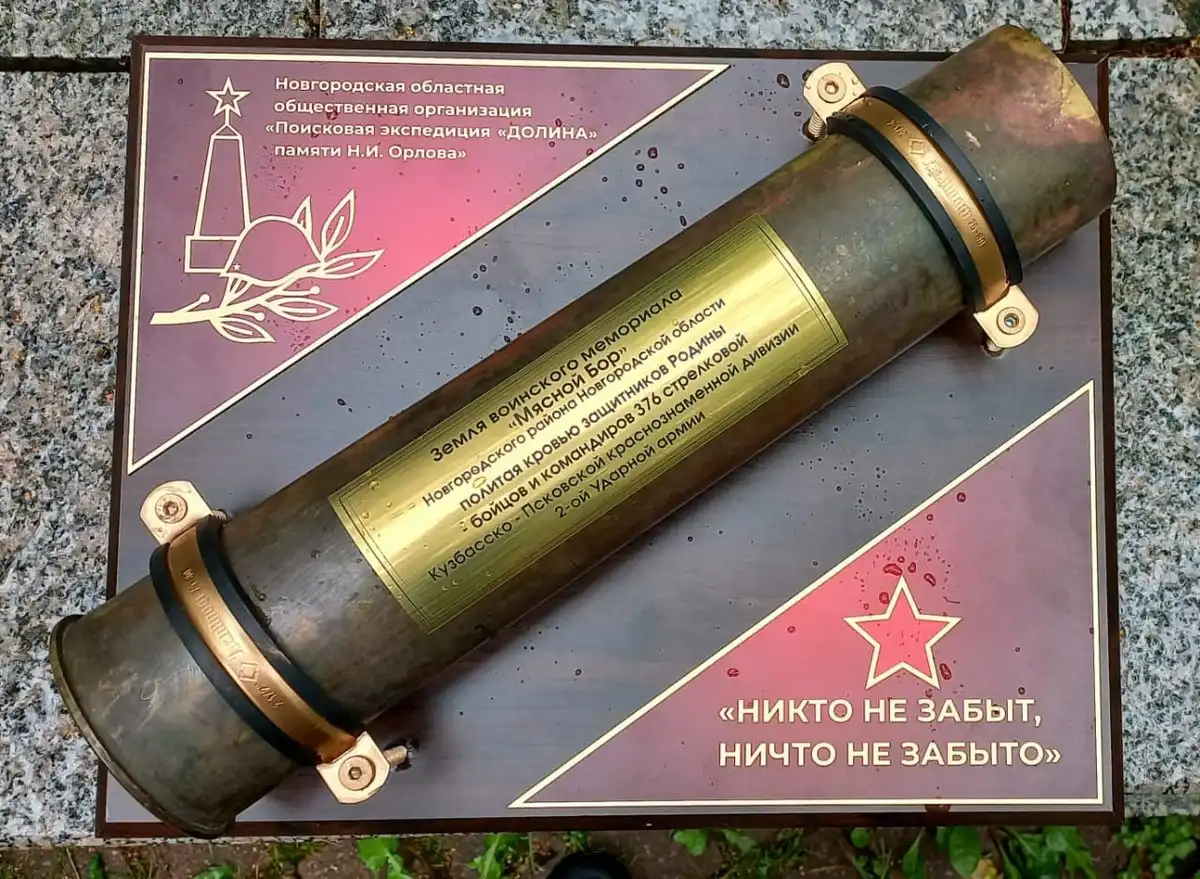 Новгородская областная
общественная организация
«Поисковая экспедиция «ДОЛИНА»
памяти Н.И. Орлова»
Земля воинского мемориала
"Мясной Бор"
Новгородского района Новгородской области
политая кровью защитников Родины
бойцов и командиров 376 стрелковой
Кузбасско - Псковской краснознаменной дивизии
2-ой Ударной армии
«НИКТО НЕ ЗАБЫТ,
НИЧТО НЕ ЗАБЫТО»